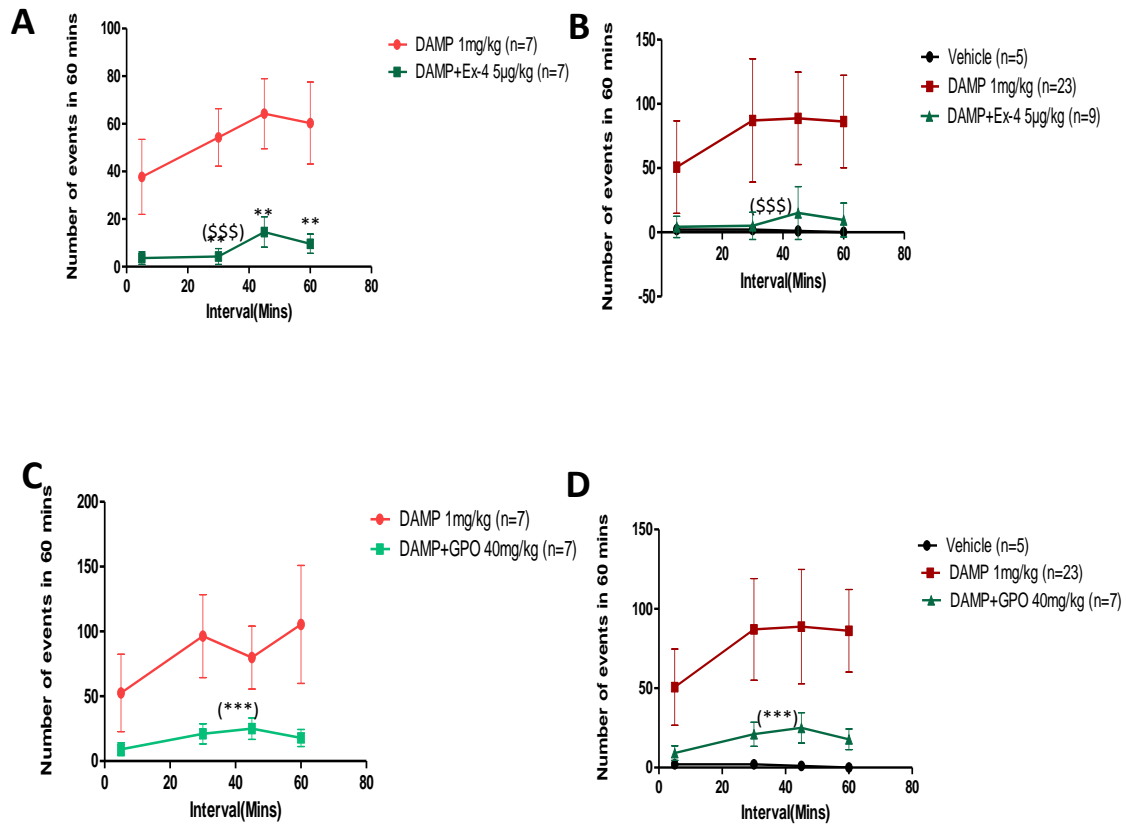 A
Number of events in 60 mins
100
80
60
40
20
0
DAMP 1mg/kg (n=7)
DAMP+Ex-4 5µg/kg (n=7)
($$$)
**
**
**
0 20 40 60 80
Interval(Mins)
B
Number of events in 60 mins
150
100
50
0
-50
Vehicle (n=5)
DAMP 1mg/kg (n=23)
DAMP+Ex-4 5µg/kg (n=9)
($$$)
20 40 60 80
Interval(Mins)
C
Number of events in 60 mins
200
150
100
50
0
DAMP 1mg/kg (n=7)
DAMP+GPO 40mg/kg (n=7)
(***)
0 20 40 60 80
Interval(Mins)
D
Number of events in 60 mins
150
100
50
0
Vehicle (n=5)
DAMP 1mg/kg (n=23)
DAMP+GPO 40mg/kg (n=7)
(***)
0 20 40 60 80
Interval(Mins)